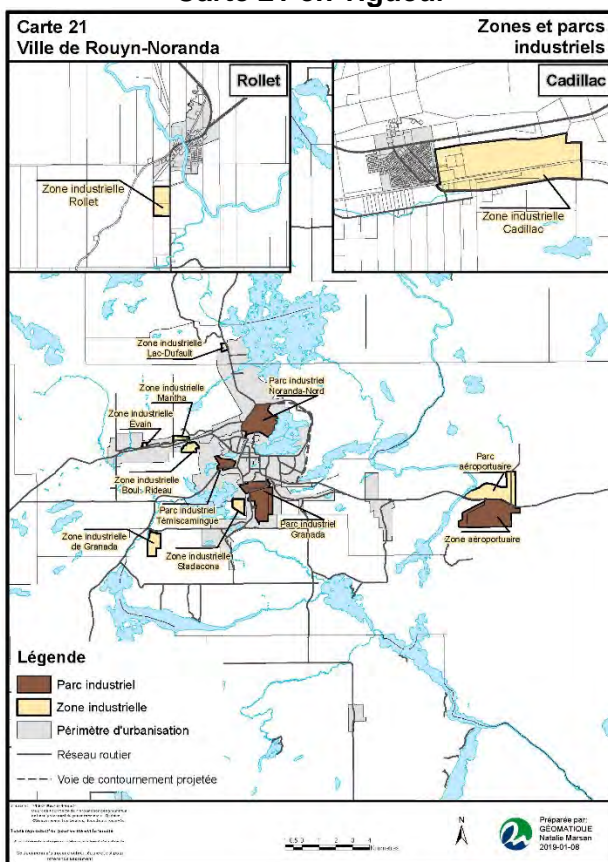 Carte 21 en vigueur
Carte 21
Ville de Rouyn-Noranda
Zones et parcs
industriels
Rollet
Zone industrielle
Rollet
Cadillac
Zone industrielle
Cadillac
Zone industrielle
Lac-Dufault
Zone industrielle
Mantha
Parc industriel
Noranda-Nord
Zone industrielle
Evain
Zone industrielle
Boul. Rideau
Parc
aéroportuaire
Parc industriel
Témiscamingue
Parc industriel
Granada
Zone industrielle
de Granada
Zone industrielle
Stadacona
Zone aéroportuaire
Légende
Parc industriel
Zone industrielle
Périmètre d'urbanisation
Réseau routier
Voie de contournement projetée
N
Préparée par:
GÉOMATIQUE
Natalie Marsan
2019-01-08